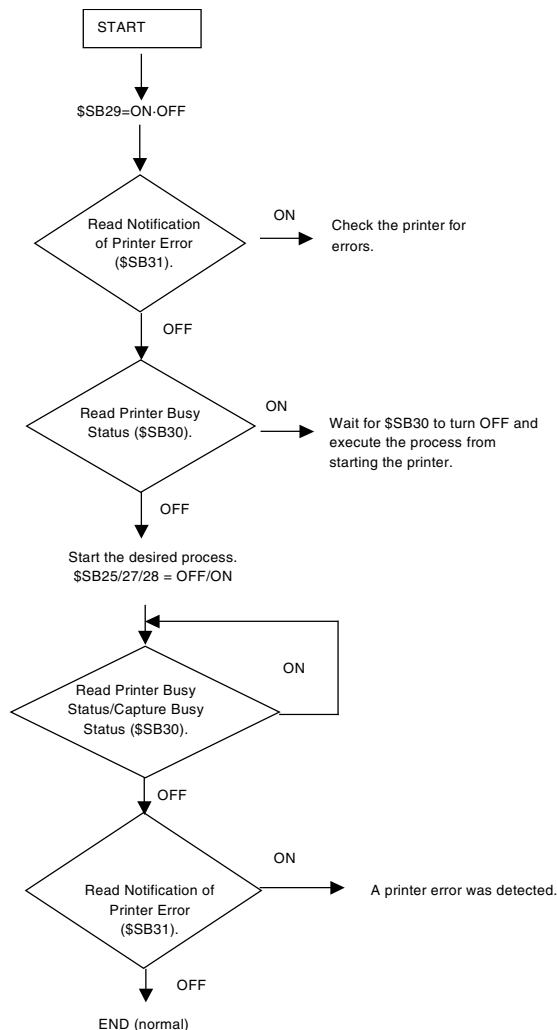 START
$SB29=ON·OFF
Read Notification
of Printer Error
($SB31).
ON
Check the printer for
errors.
OFF
Read Printer Busy
Status ($SB30).
ON
Wait for $SB30 to turn OFF and
execute the process from
starting the printer.
OFF
Start the desired process.
$SB25/27/28 = OFF/ON
ON
Read Printer Busy
Status/Capture Busy
Status ($SB30).
OFF
ON
Read Notification of
Printer Error
($SB31).
A printer error was detected.
OFF
END (normal)